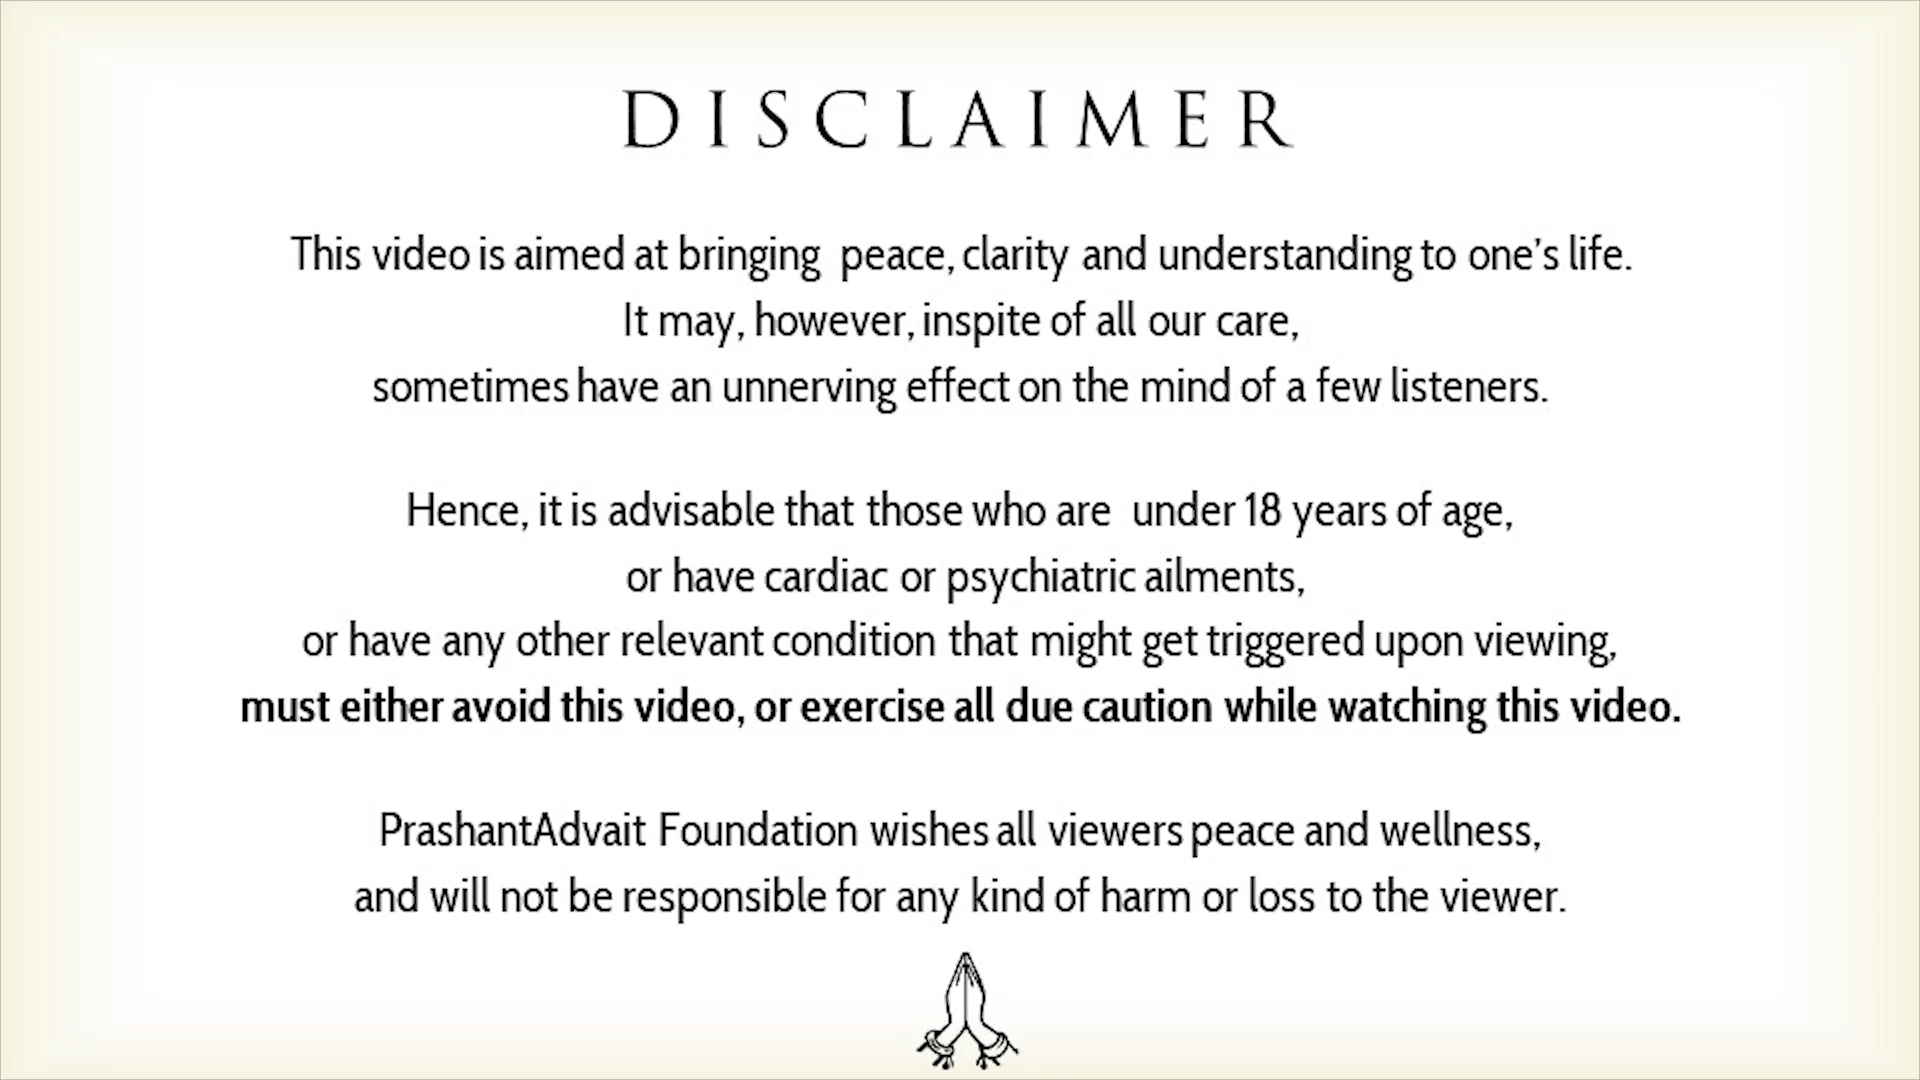 DISCLAIMER
This video is aimed at bringing peace, clarity and understanding to one's life.
It may, however, inspite of all our care,
sometimes have an unnerving effect on the mind of a few listeners.
Hence, it is advisable that those who are under 18 years of age,
or have cardiac or psychiatric ailments,
or have any other relevant condition that might get triggered upon viewing,
must either avoid this video, or exercise all due caution while watching this video.
PrashantAdvait Foundation wishes all viewers peace and wellness,
and will not be responsible for any kind of harm or loss to the viewer.